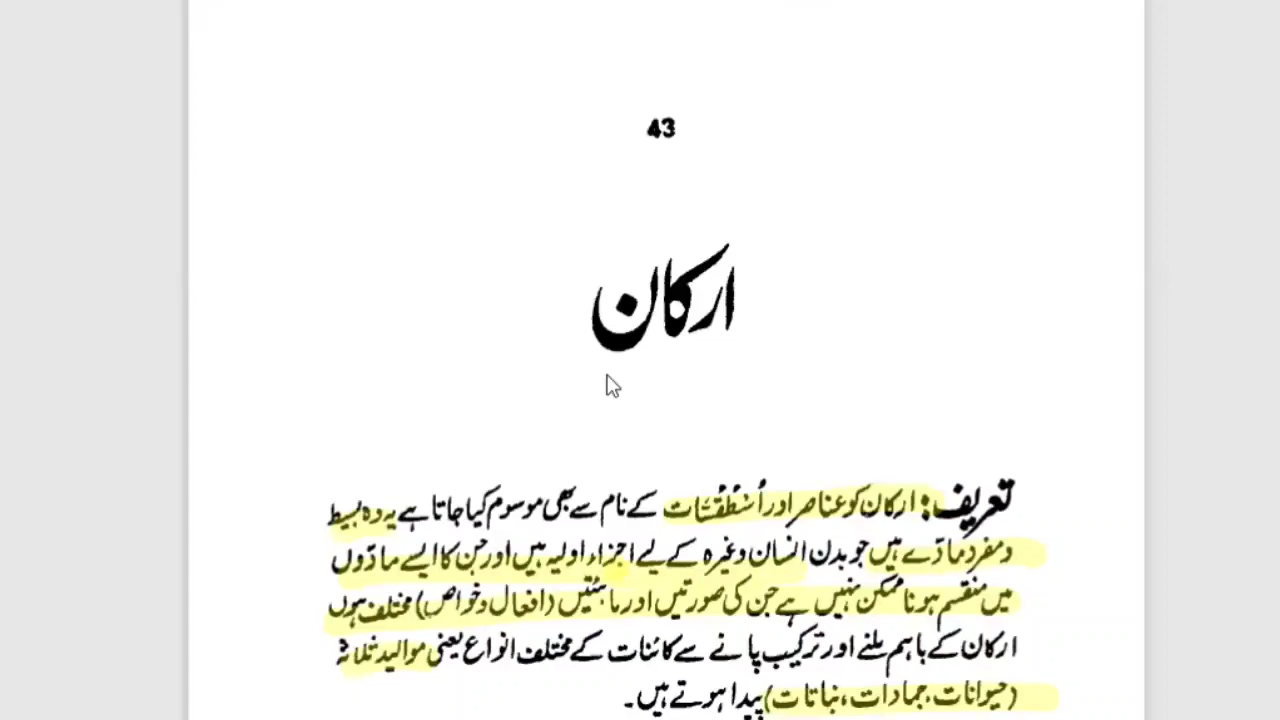 43
ارکان
تعریف: ارکان کو عناصر اور اُسْطُقُسَّات کے نام سے بھی موسوم کیا جاتا ہے یہ وہ بسیط
و مفرد مادّے ہیں جو بدن انسان وغیرہ کے لیے اجزاء اولیہ ہیں اور جن کا ایسے مادّوں
میں منقسم ہونا ممکن نہیں ہے جن کی صورتیں اور ماہئتیں (افعال و خواص) مختلف ہوں
ارکان کے باہم ملنے اور ترکیب پانے سے کائنات کے مختلف انواع یعنی موالید ثلاثہ
(حیوانات، جمادات، نباتات) پیدا ہوتے ہیں۔